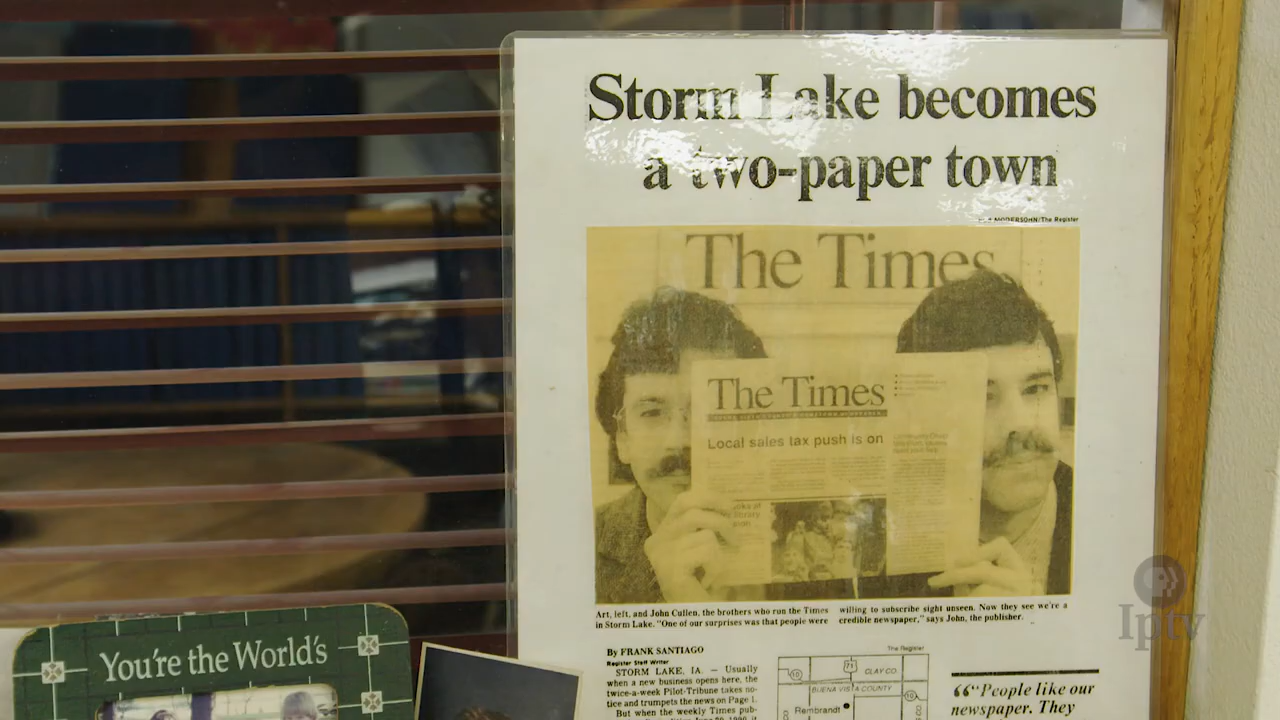 Storm Lake becomes
a two-paper town
MODERSOHN/The Register
The Times
The Times
Local sales tax push is on
library
Art, left, and John Cullen, the brothers who run the Times
in Storm Lake. "One of our surprises was that people were
willing to subscribe sight unseen. Now they see we're a
credible newspaper," says John, the publisher.
By FRANK SANTIAGO
Register Staff Writer
STORM LAKE, IA. — Usually
when a new business opens here, the
twice-a-week Pilot-Tribune takes no-
tice and trumpets the news on Page 1.
But when the weekly Times pub-
The Register
71
10
CLAY CO.
BUENA VISTA COUNTY
10
Rembrandt
"“People like our
newspaper. They
You're the World's
Iptv